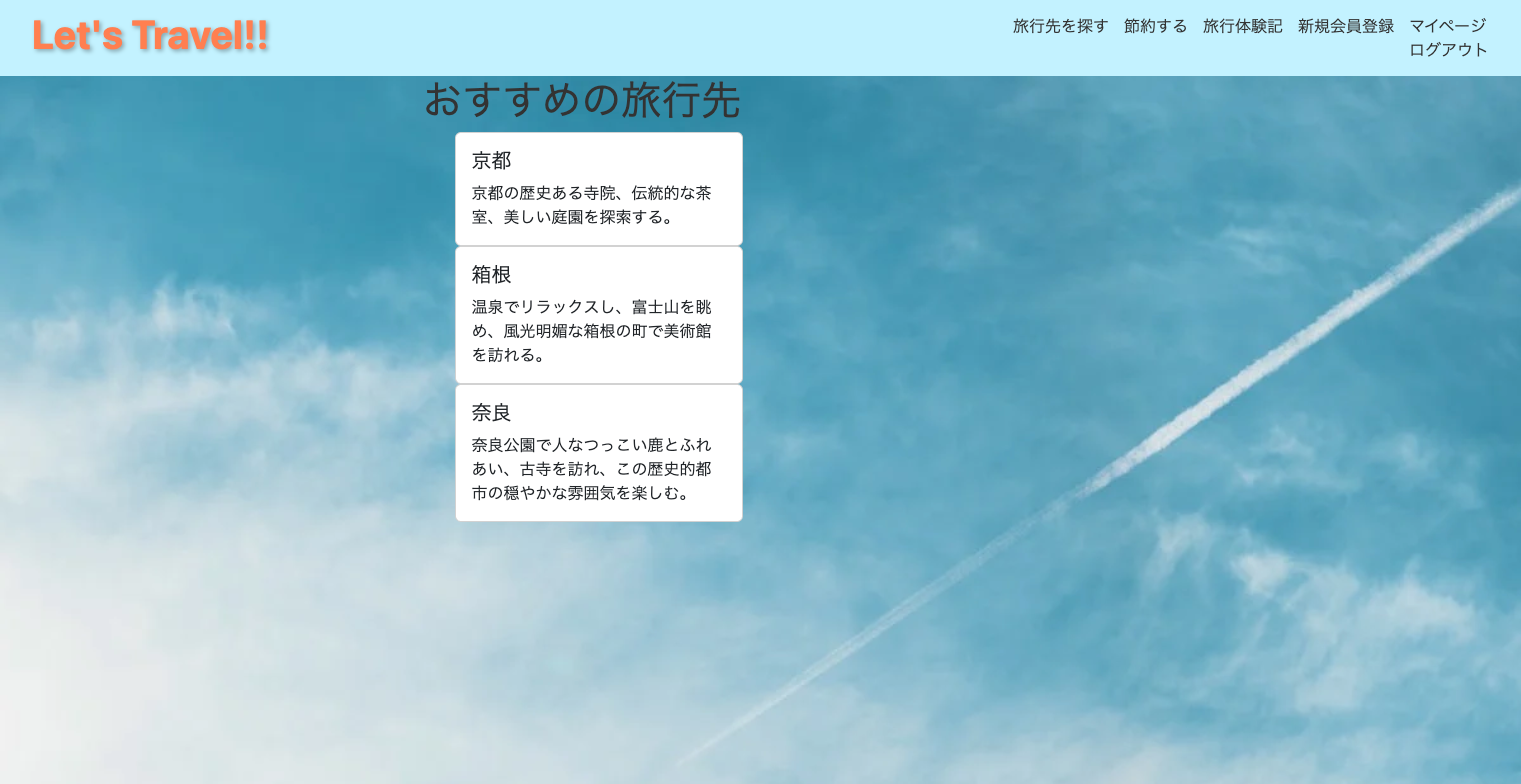 Let's Travel!!
旅行先を探す 節約する 旅行体験記 新規会員登録 マイページ
ログアウト
おすすめの旅行先
京都
京都の歴史ある寺院、伝統的な茶
室、美しい庭園を探索する。
箱根
温泉でリラックスし、富士山を眺
め、風光明媚な箱根の町で美術館
を訪れる。
奈良
奈良公園で人なつっこい鹿とふれ
あい、古寺を訪れ、この歴史的都
市の穏やかな雰囲気を楽しむ。